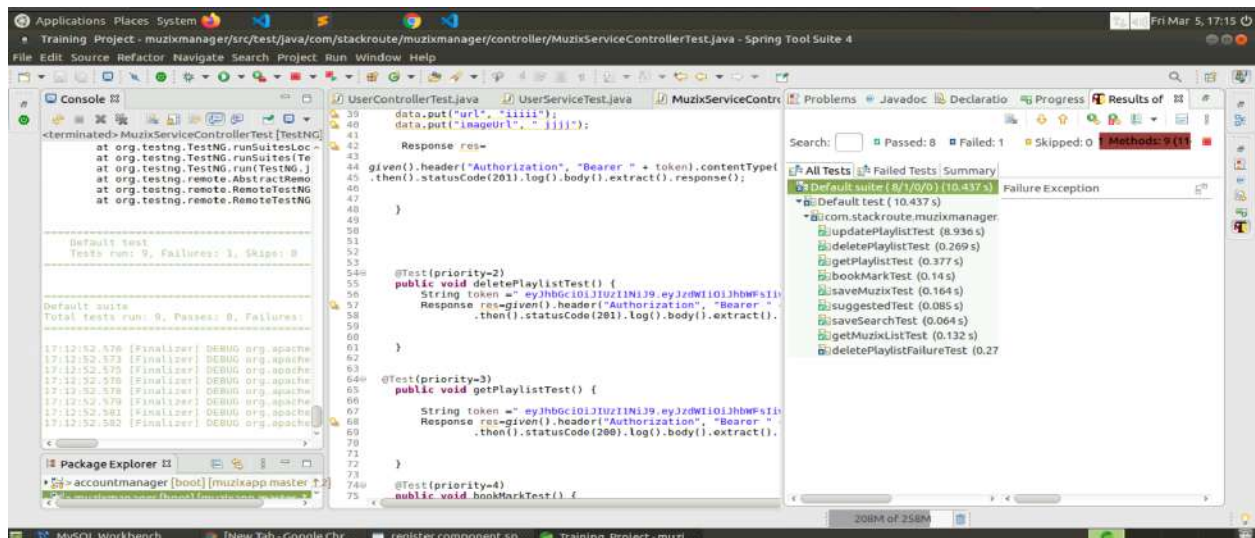 Applications Places System
Fri Mar 5, 17:15
Training Project - muzixmanager/src/test/java/com/stackroute/muzixmanager/controller/MuzixServiceControllerTest.java - Spring Tool Suite 4
File Edit Source Refactor Navigate Search Project Run Window Help
Console
<terminated> MuzixServiceControllerTest [TestNG]
at org.testng.TestNG.runSuitesLoc
at org.testng.TestNG.runSuites(Te
at org.testng.TestNG.run(TestNG.j
at org.testng.remote.AbstractRemo
at org.testng.remote.RemoteTestNG
at org.testng.remote.RemoteTestNG
Default test
Tests run: 9, Failures: 1, Skips: 0
Default suite
Total tests run: 9, Passes: 8, Failures:
17:12:52.570 [Finalizer] DEBUG org.apache
17:12:52.573 [Finalizer] DEBUG org.apache
17:12:52.575 [Finalizer] DEBUG org.apache
17:12:52.576 [Finalizer] DEBUG org.apache
17:12:52.578 [Finalizer] DEBUG org.apache
17:12:52.579 [Finalizer] DEBUG org.apache
17:12:52.581 [Finalizer] DEBUG org.apache
17:12:52.582 [Finalizer] DEBUG org.apache
Package Explorer
> accountmanager [boot] [muzixapp master ↑2]
UserControllerTest.java UserServiceTest.java MuzixServiceContr
39 data.put("url", "iiiii");
40 data.put("imageUrl", " jjjj");
41
42 Response res=
43
44 given().header("Authorization", "Bearer " + token).contentType(
45 .then().statusCode(201).log().body().extract().response();
46
47
48 }
49
50
51
52
53
54 @Test(priority=2)
55 public void deletePlaylistTest() {
56 String token =" eyJhbGciOiJIUzI1NiJ9.eyJzdWIiOiJhbWFsIiw
57 Response res=given().header("Authorization", "Bearer " +
58 .then().statusCode(201).log().body().extract().
59
60
61 }
62
63
64 @Test(priority=3)
65 public void getPlaylistTest() {
66
67 String token =" eyJhbGciOiJIUzI1NiJ9.eyJzdWIiOiJhbWFsIiw
68 Response res=given().header("Authorization", "Bearer "
69 .then().statusCode(200).log().body().extract().
70
71
72 }
73
74 @Test(priority=4)
75 public void bookMarkTest() {
Problems Javadoc Declaratio Progress Results of
Search: Passed: 8 Failed: 1 Skipped: 0 Methods: 9 (11
All Tests Failed Tests Summary
Default suite ( 8/1/0/0 ) (10.437 s)
Default test ( 10.437 s)
com.stackroute.muzixmanager.
updatePlaylistTest (8.936 s)
deletePlaylistTest (0.269 s)
getPlaylistTest (0.377 s)
bookMarkTest (0.14 s)
saveMuzixTest (0.164 s)
suggestedTest (0.085 s)
saveSearchTest (0.064 s)
getMuzixListTest (0.132 s)
deletePlaylistFailureTest (0.27
Failure Exception
208M of 258M
MySQL Workbench [New Tab - Google Chr register component sp Training Project - muzi